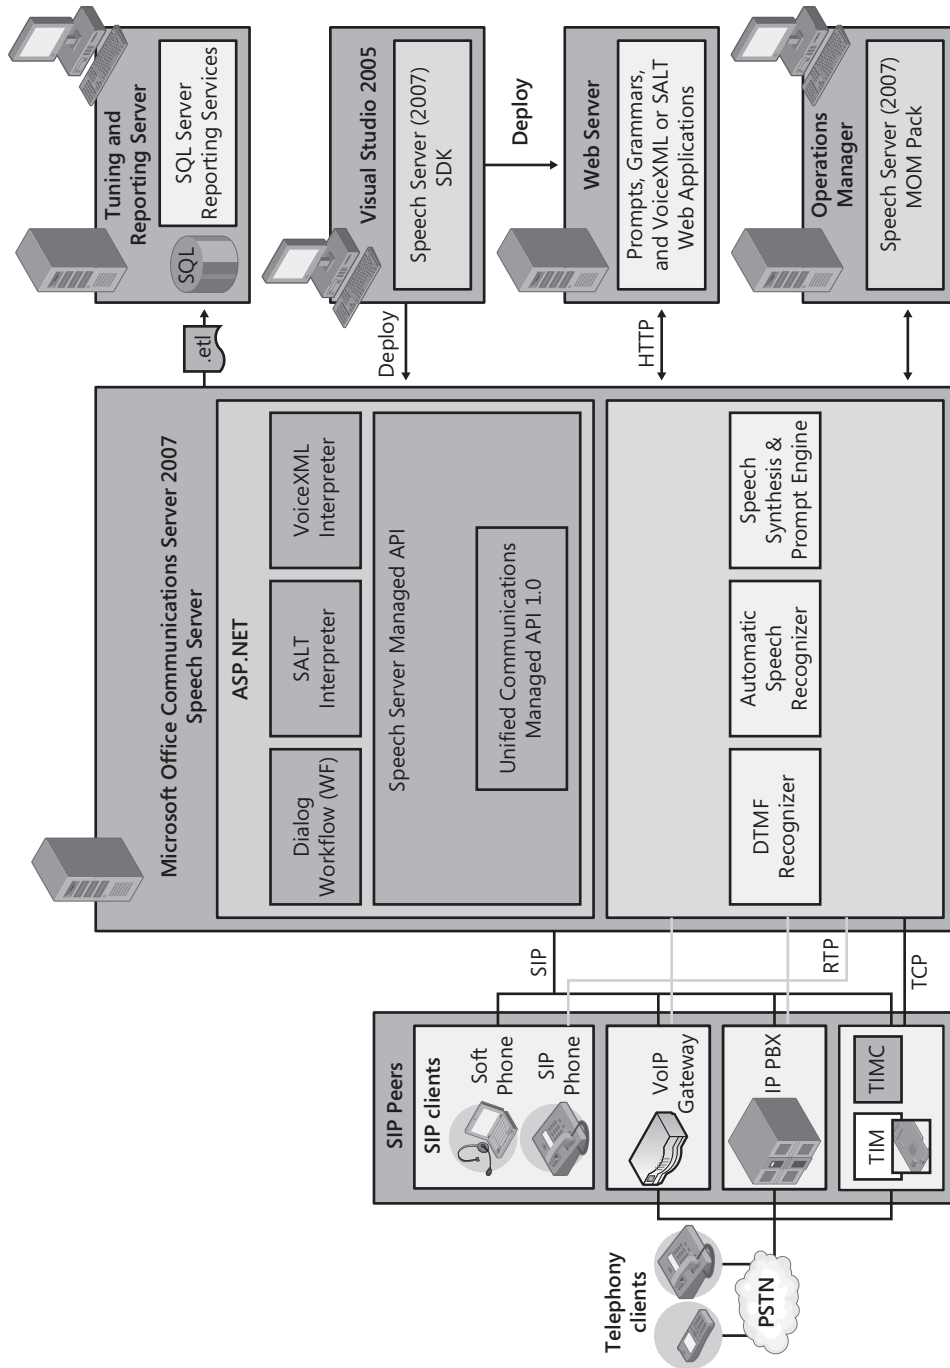 Telephony
clients
PSTN
SIP Peers
SIP clients
Soft
Phone
SIP
Phone
VoIP
Gateway
IP PBX
TIM
TIMC
SIP
RTP
TCP
Microsoft Office Communications Server 2007
Speech Server
ASP.NET
Dialog
Workflow (WF)
SALT
Interpreter
VoiceXML
Interpreter
Speech Server Managed API
Unified Communications
Managed API 1.0
DTMF
Recognizer
Automatic
Speech
Recognizer
Speech
Synthesis &
Prompt Engine
.etl
Deploy
HTTP
Tuning and
Reporting Server
SQL
SQL Server
Reporting Services
Visual Studio 2005
Speech Server (2007)
SDK
Deploy
Web Server
Prompts, Grammars,
and VoiceXML or SALT
Web Applications
Operations
Manager
Speech Server (2007)
MOM Pack